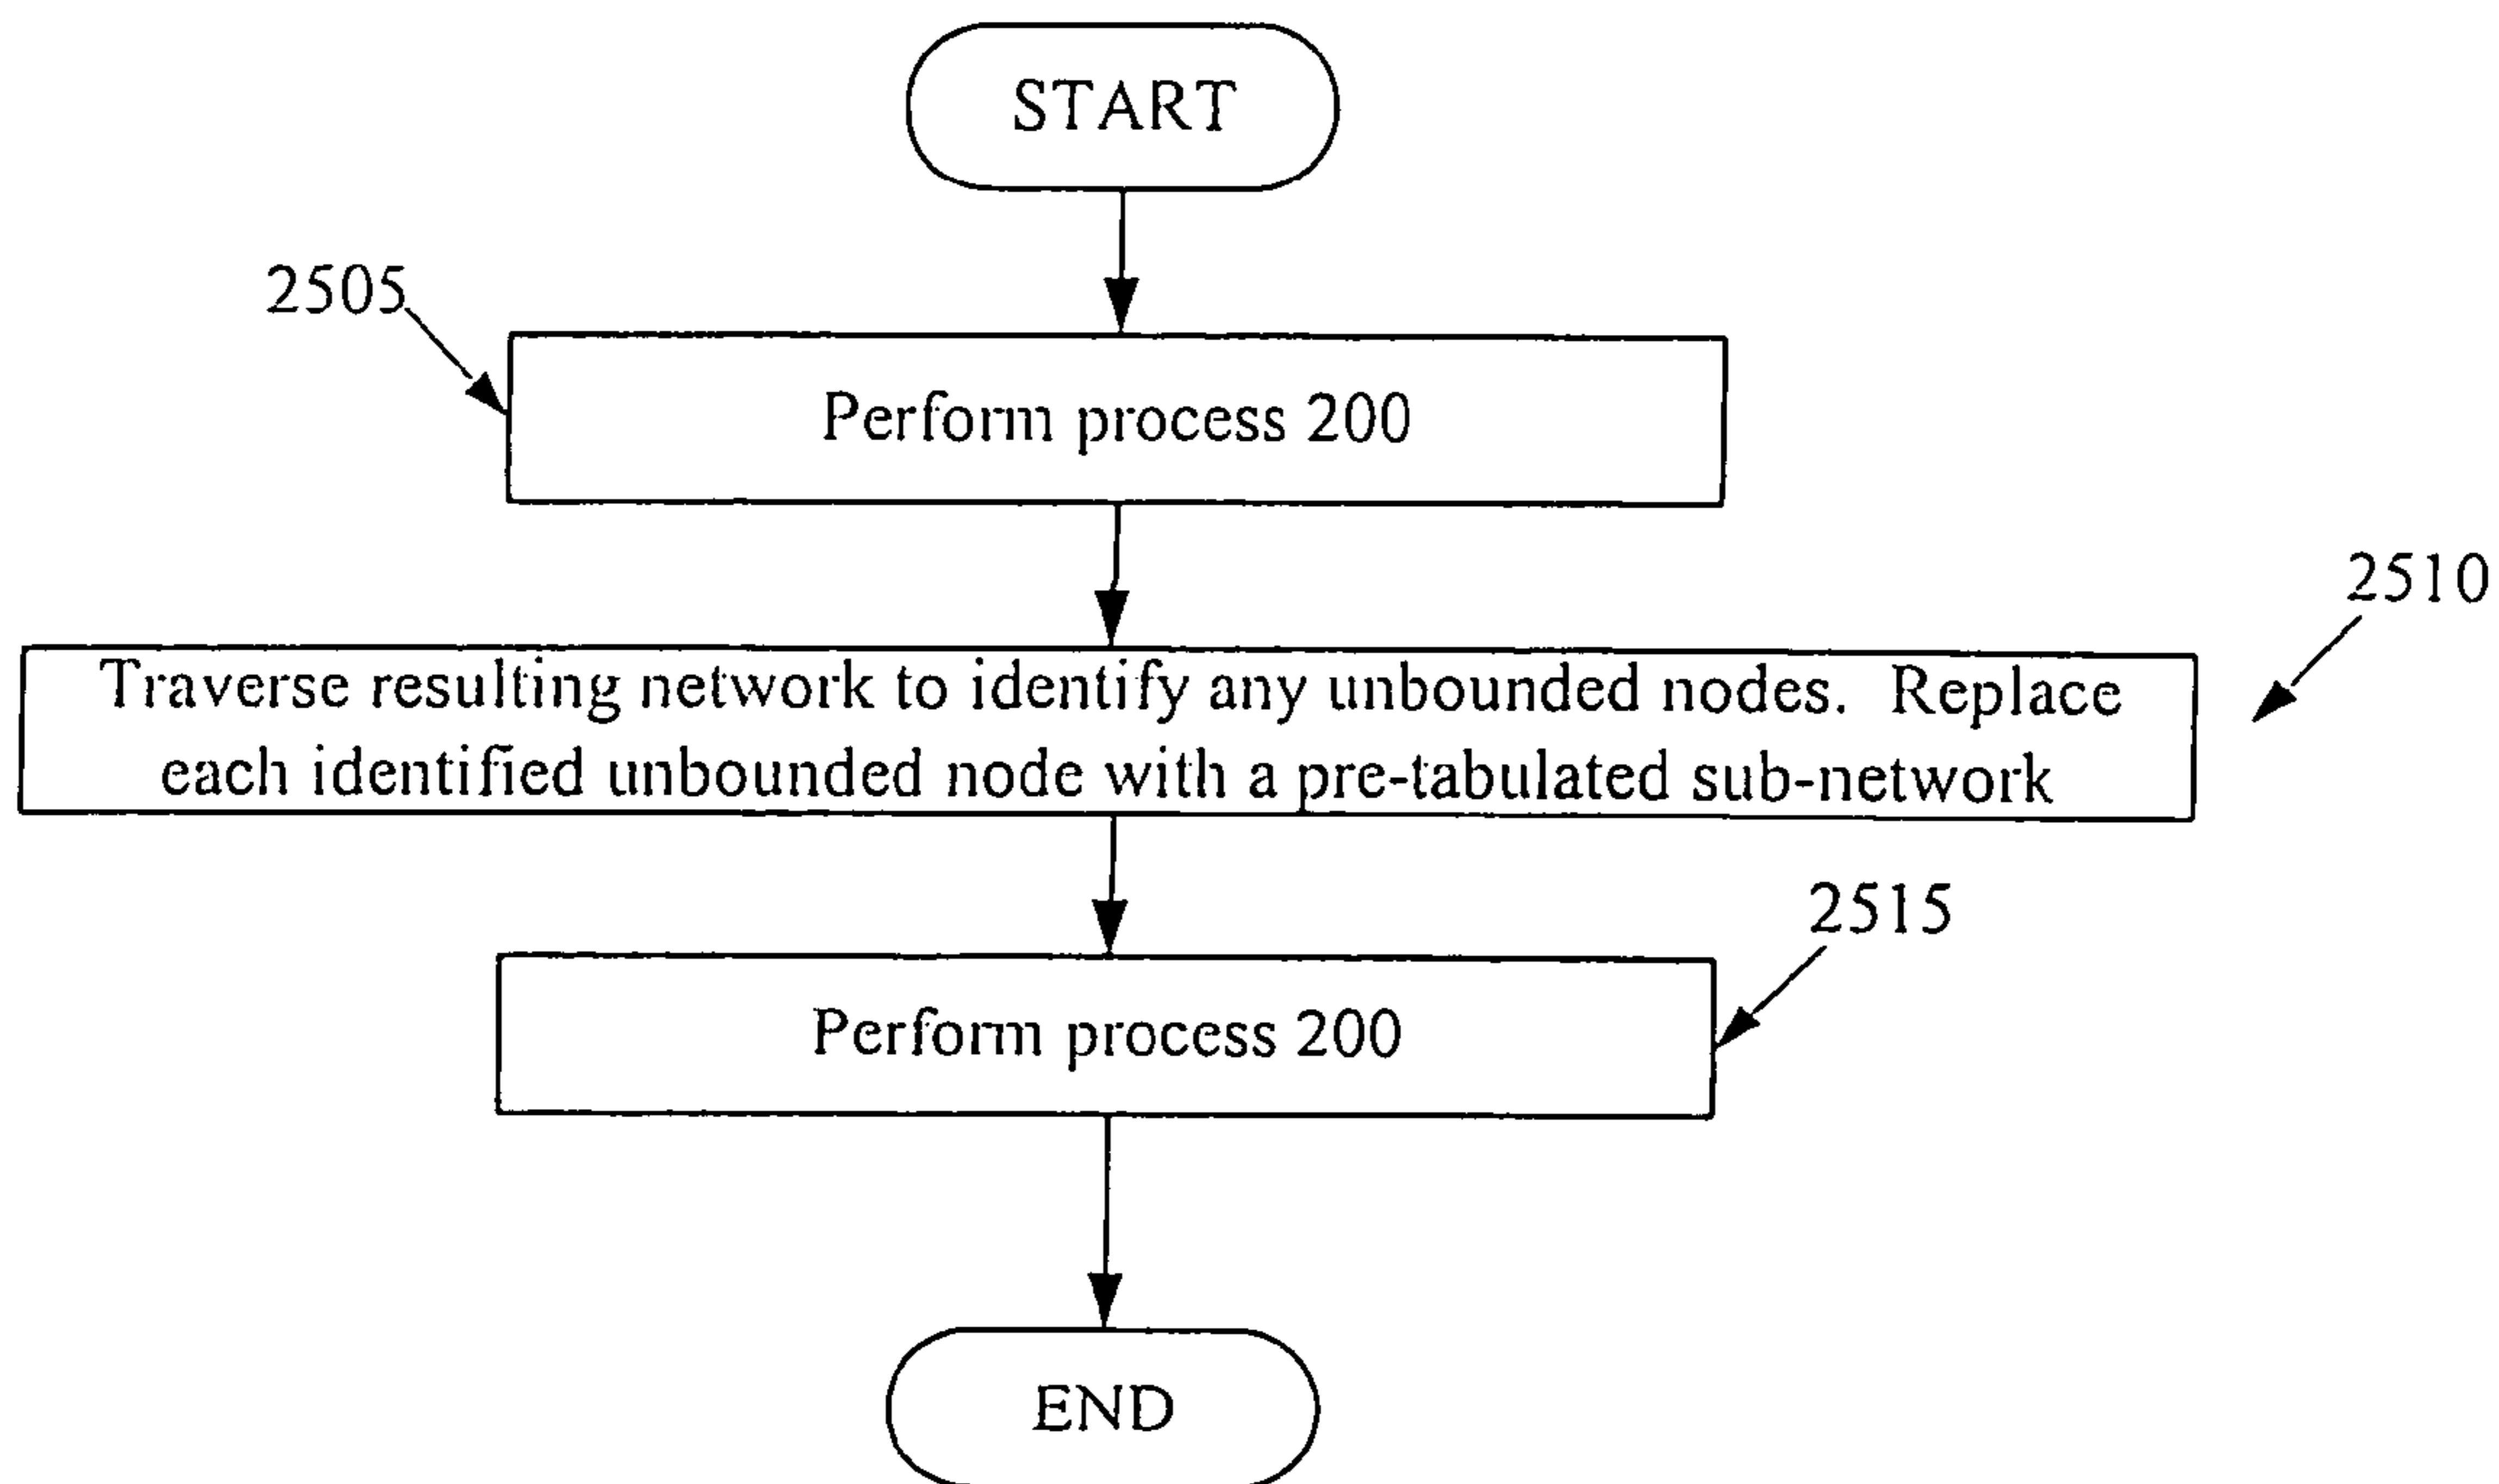 START
2505
Perform process 200
2510
Traverse resulting network to identify any unbounded nodes. Replace
each identified unbounded node with a pre-tabulated sub-network
2515
Perform process 200
END